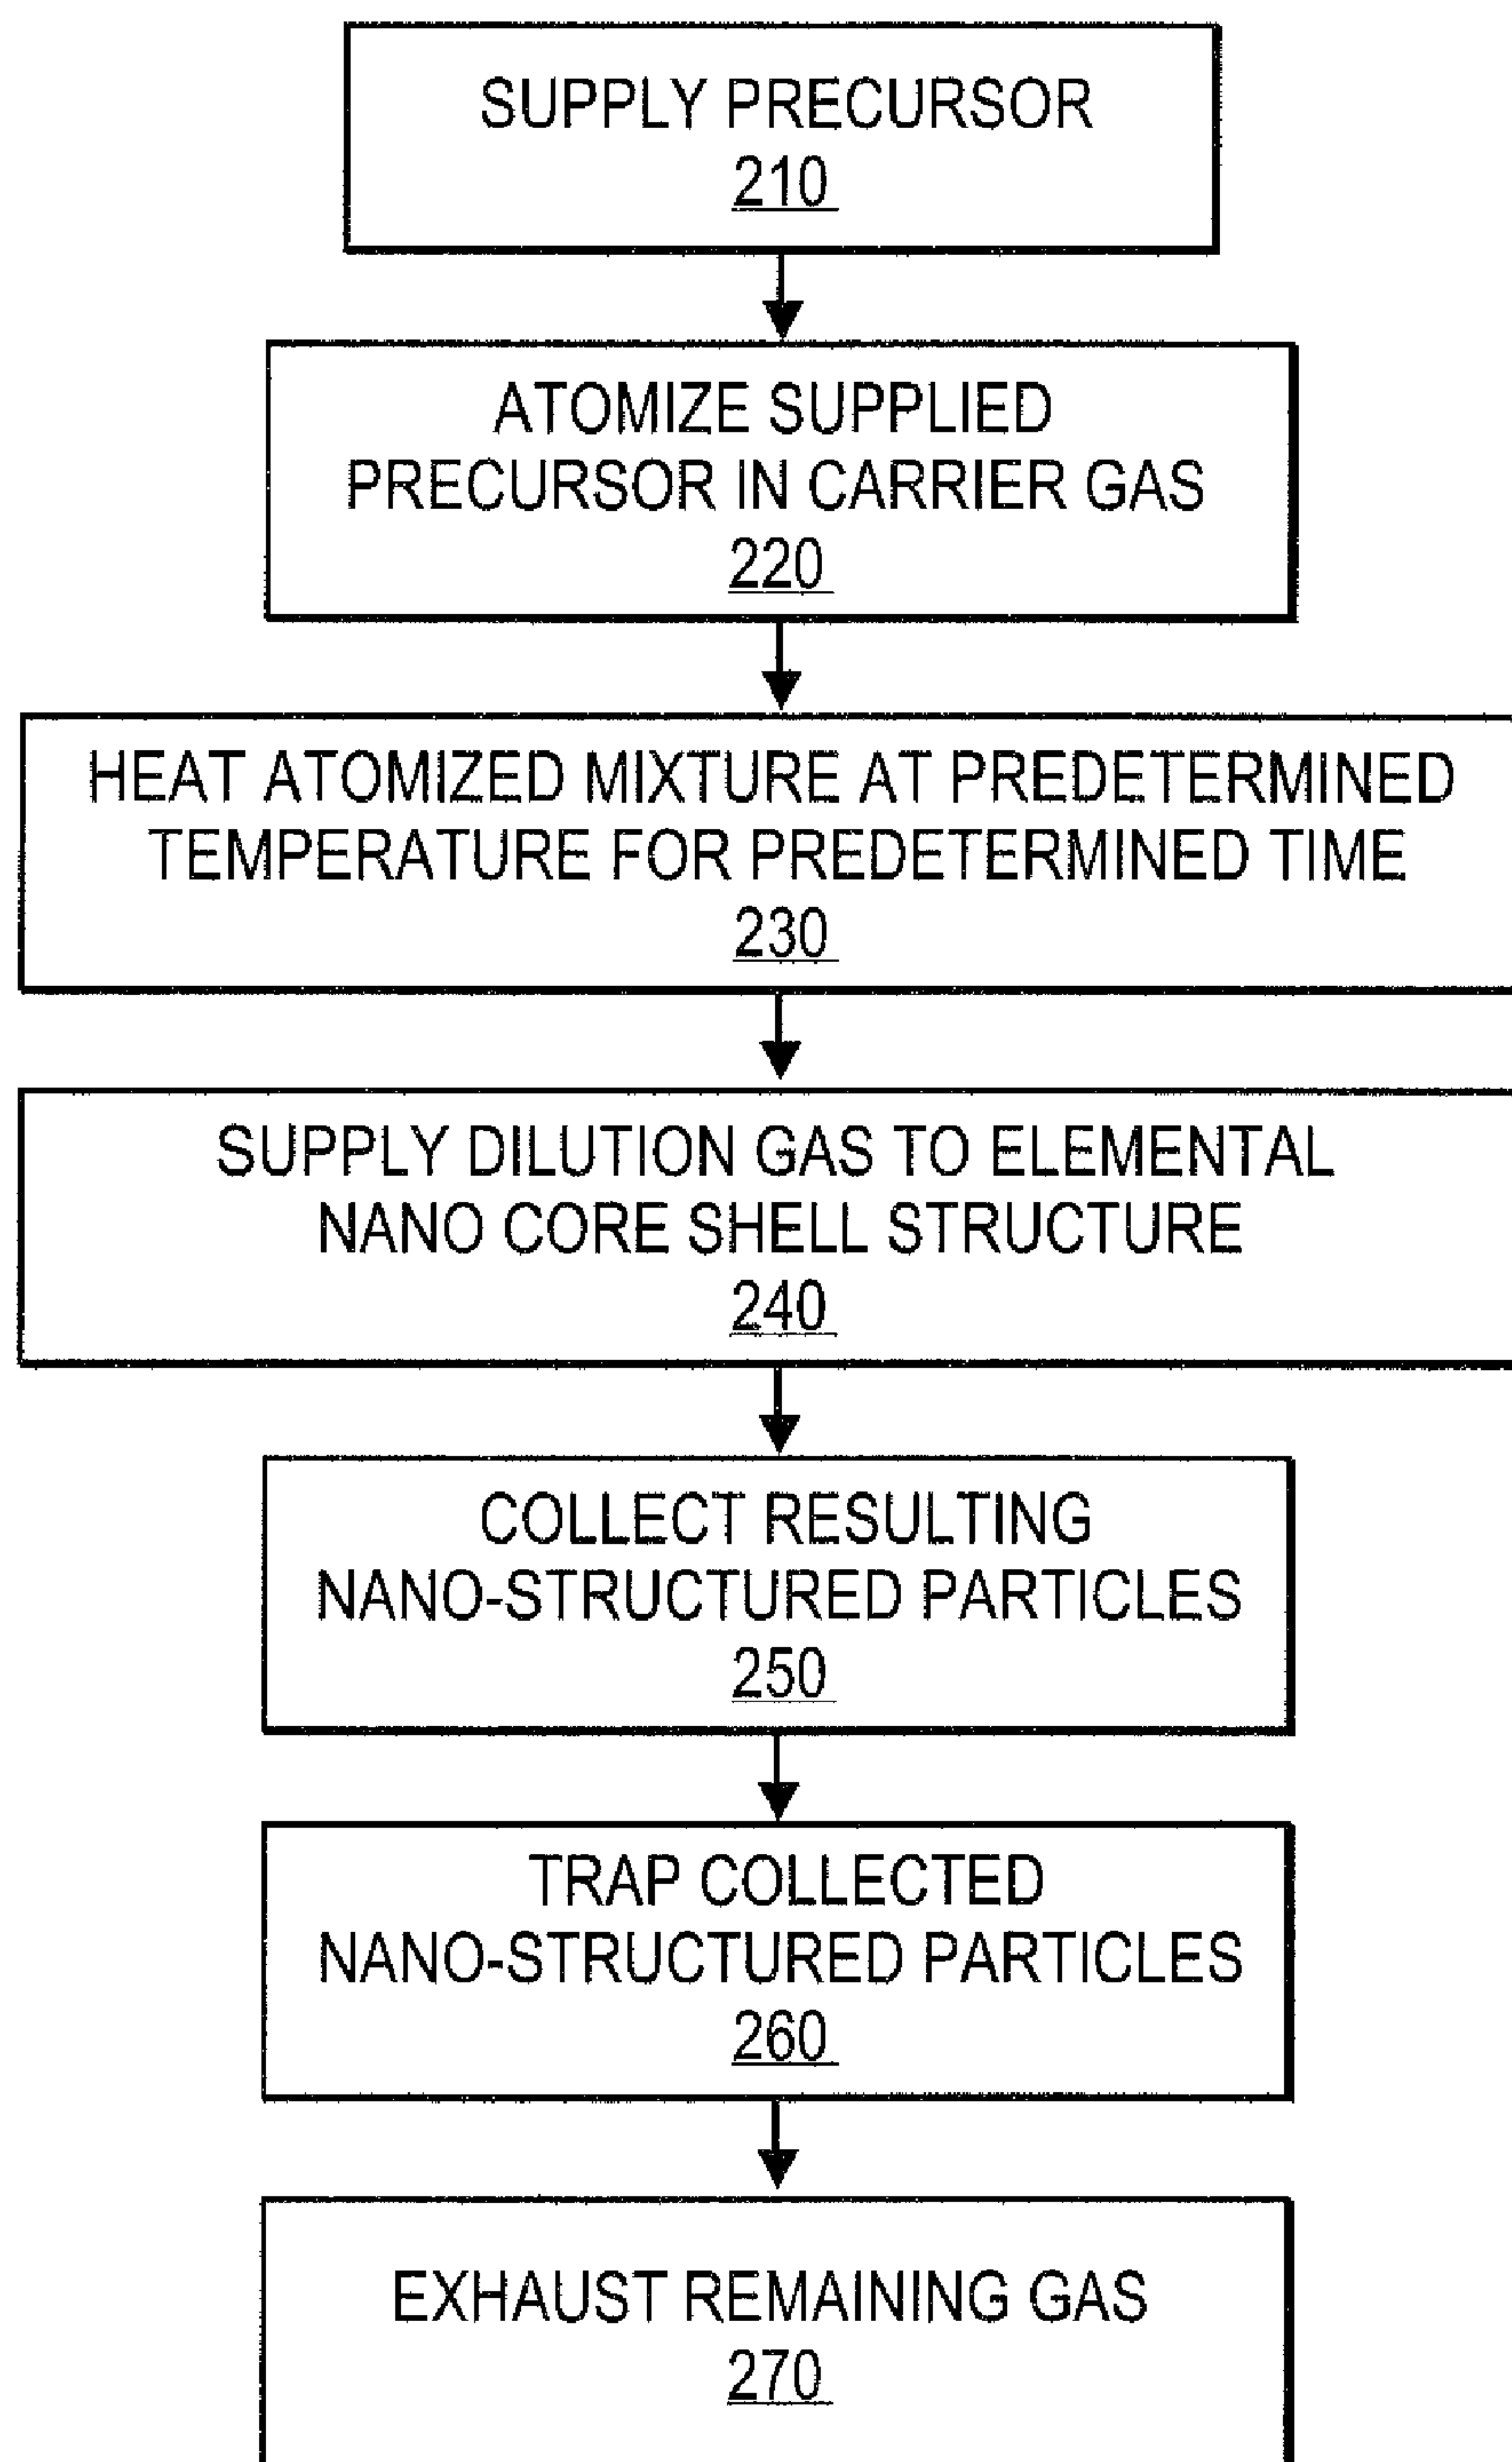 SUPPLY PRECURSOR
210
ATOMIZE SUPPLIED
PRECURSOR IN CARRIER GAS
220
HEAT ATOMIZED MIXTURE AT PREDETERMINED
TEMPERATURE FOR PREDETERMINED TIME
230
SUPPLY DILUTION GAS TO ELEMENTAL
NANO CORE SHELL STRUCTURE
240
COLLECT RESULTING
NANO-STRUCTURED PARTICLES
250
TRAP COLLECTED
NANO-STRUCTURED PARTICLES
260
EXHAUST REMAINING GAS
270